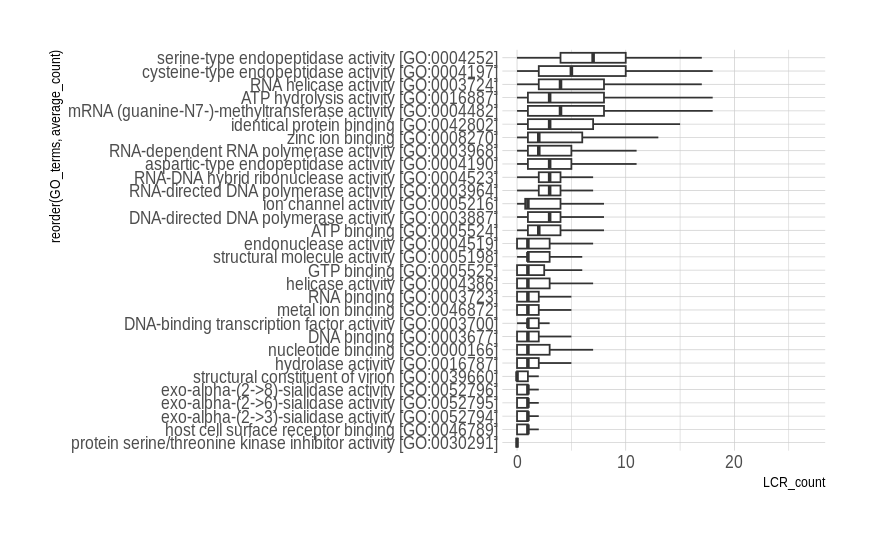 reorder(GO_terms, average_count)
serine-type endopeptidase activity [GO:0004252]
cysteine-type endopeptidase activity [GO:0004197]
RNA helicase activity [GO:0003724]
ATP hydrolysis activity [GO:0016887]
mRNA (guanine-N7-)-methyltransferase activity [GO:0004482]
identical protein binding [GO:0042802]
zinc ion binding [GO:0008270]
RNA-dependent RNA polymerase activity [GO:0003968]
aspartic-type endopeptidase activity [GO:0004190]
RNA-DNA hybrid ribonuclease activity [GO:0004523]
RNA-directed DNA polymerase activity [GO:0003964]
ion channel activity [GO:0005216]
DNA-directed DNA polymerase activity [GO:0003887]
ATP binding [GO:0005524]
endonuclease activity [GO:0004519]
structural molecule activity [GO:0005198]
GTP binding [GO:0005525]
helicase activity [GO:0004386]
RNA binding [GO:0003723]
metal ion binding [GO:0046872]
DNA-binding transcription factor activity [GO:0003700]
DNA binding [GO:0003677]
nucleotide binding [GO:0000166]
hydrolase activity [GO:0016787]
structural constituent of virion [GO:0039660]
exo-alpha-(2->8)-sialidase activity [GO:0052796]
exo-alpha-(2->6)-sialidase activity [GO:0052795]
exo-alpha-(2->3)-sialidase activity [GO:0052794]
host cell surface receptor binding [GO:0046789]
protein serine/threonine kinase inhibitor activity [GO:0030291]
0 10 20
LCR_count